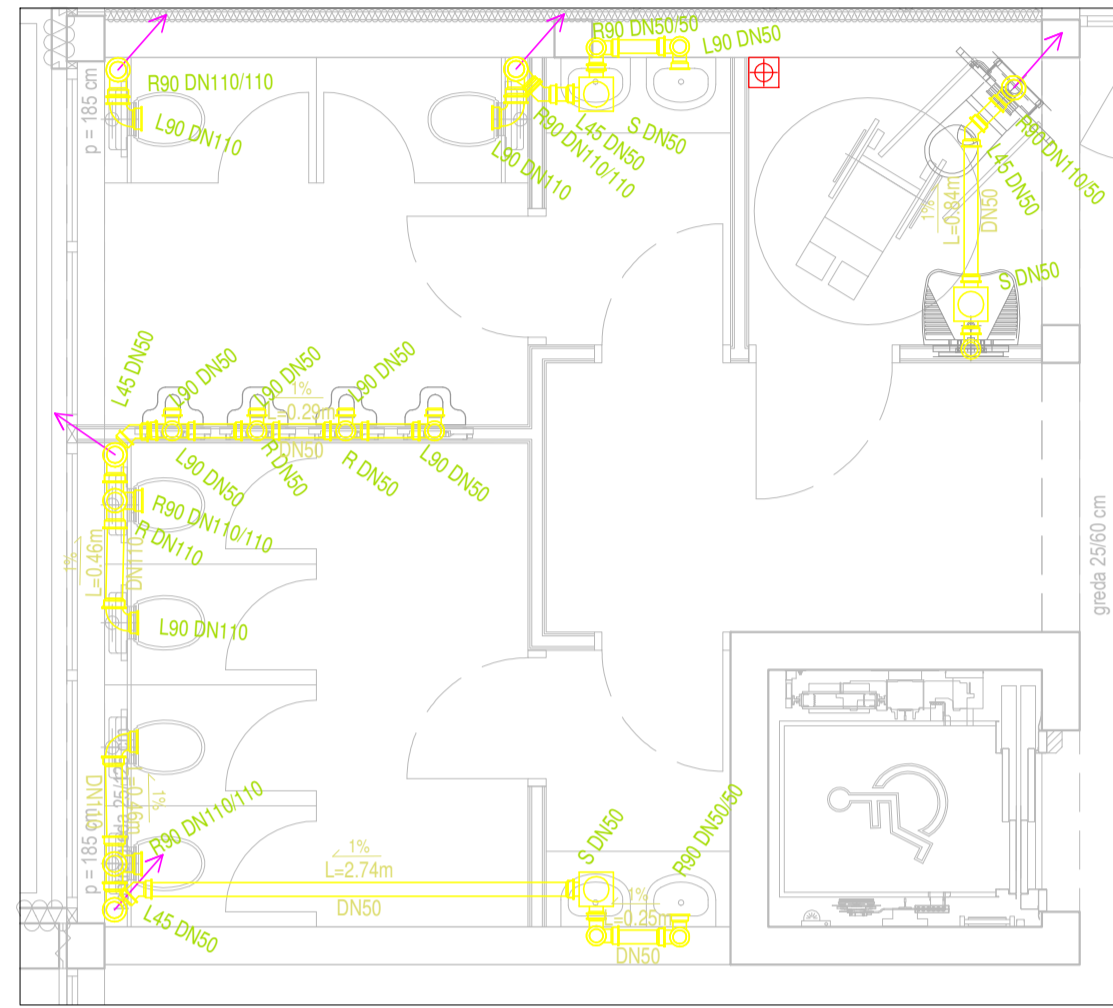 R90 DN50/50
L90 DN50
R90 DN110/110
L90 DN110
p = 185 cm
R90 DN110/110
L90 DN110
L45 DN50
S DN50
R90 DN110/50
L45 DN50
1%
L=0.84m
DN50
S DN50
L45 DN50
L90 DN50
L90 DN50
L90 DN50
1%
L=0.29m
DN50
L90 DN50
R DN50
R DN50
L90 DN50
R90 DN110/110
R DN110
1%
L=0.46m
DN110
L90 DN110
greda 25/60 cm
1%
L=0.46m
R90 DN110/110
p = 185 cm
L45 DN50
1%
L=2.74m
DN50
S DN50
R90 DN50/50
1%
L=0.25m
DN50